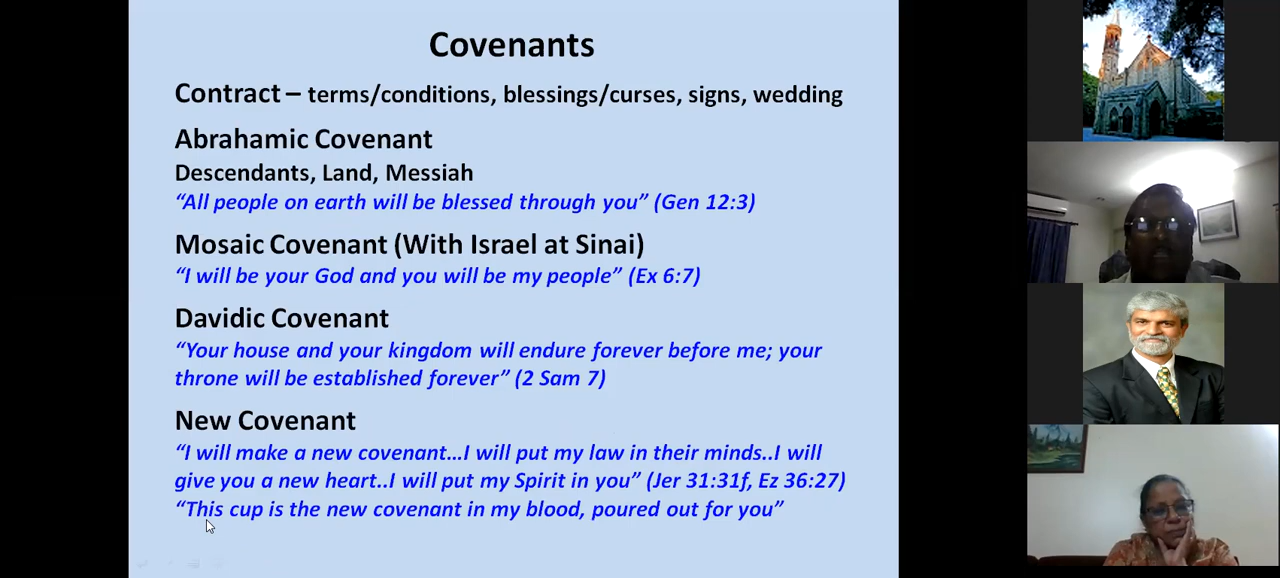 Covenants
Contract – terms/conditions, blessings/curses, signs, wedding
Abrahamic Covenant
Descendants, Land, Messiah
“All people on earth will be blessed through you” (Gen 12:3)
Mosaic Covenant (With Israel at Sinai)
“I will be your God and you will be my people” (Ex 6:7)
Davidic Covenant
“Your house and your kingdom will endure forever before me; your
throne will be established forever” (2 Sam 7)
New Covenant
“I will make a new covenant…I will put my law in their minds..I will
give you a new heart..I will put my Spirit in you” (Jer 31:31f, Ez 36:27)
“This cup is the new covenant in my blood, poured out for you”